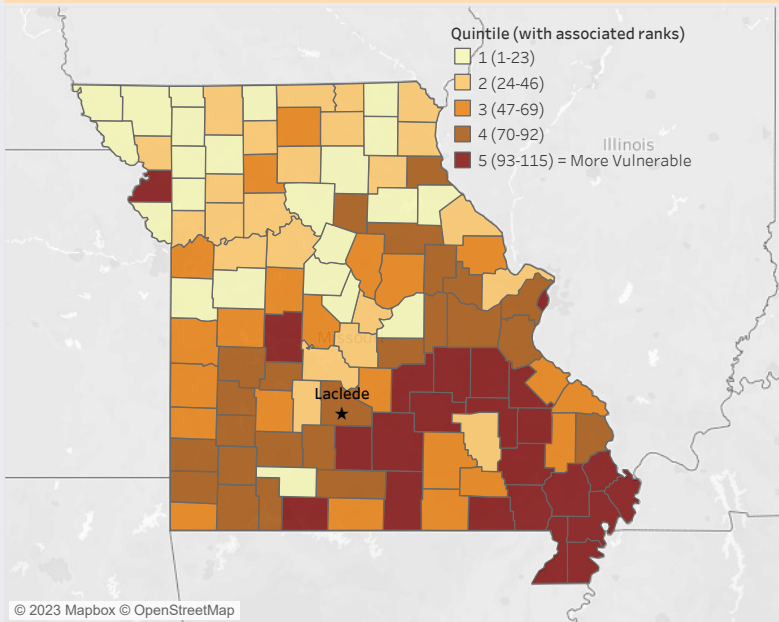 Quintile (with associated ranks)
1 (1-23)
2 (24-46)
3 (47-69)
4 (70-92)
5 (93-115) = More Vulnerable
Illinois
Missouri
Laclede
© 2023 Mapbox © OpenStreetMap